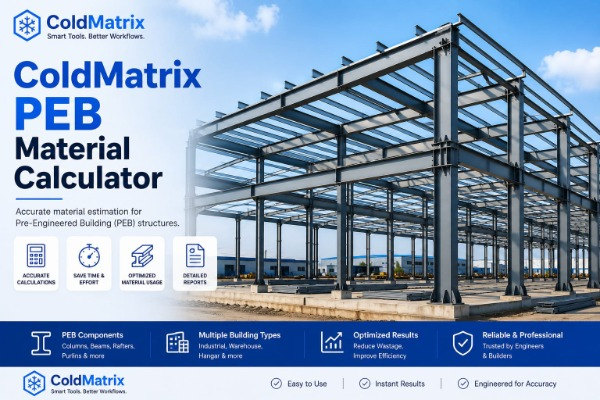 ColdMatrix
Smart Tools. Better Workflows.
ColdMatrix
PEB
Material
Calculator
Accurate material estimation for
Pre-Engineered Building (PEB) structures.
ACCURATE
CALCULATIONS
SAVE TIME &
EFFORT
OPTIMIZED
MATERIAL USAGE
DETAILED
REPORTS
PEB Components
Columns, Beams, Rafters,
Purlins & more
Multiple Building Types
Industrial, Warehouse,
Hangar & more
Optimized Results
Reduce Wastage,
Improve Efficiency
Reliable & Professional
Trusted by Engineers
& Builders
ColdMatrix
Smart Tools. Better Workflows.
Easy to Use
Instant Results
Engineered for Accuracy